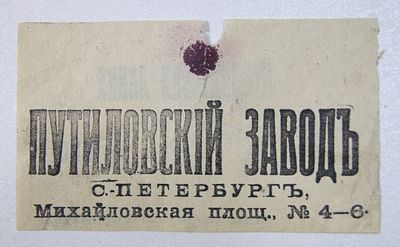 ПУТИЛОВСКІЙ ЗАВОДЪ
С.-ПЕТЕРБУРГЪ,
Михайловская площ., № 4—6.